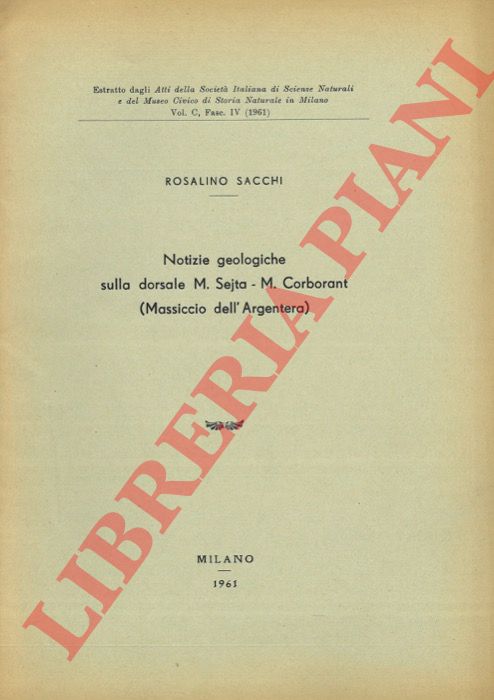 Estratto dagli Atti della Società Italiana di Scienze Naturali
e del Museo Civico di Storia Naturale in Milano
Vol. C, Fasc. IV (1961)
ROSALINO SACCHI
Notizie geologiche
sulla dorsale M. Sejta - M. Corborant
(Massiccio dell'Argentera)
MILANO
1961
LIBRERIA PIANI